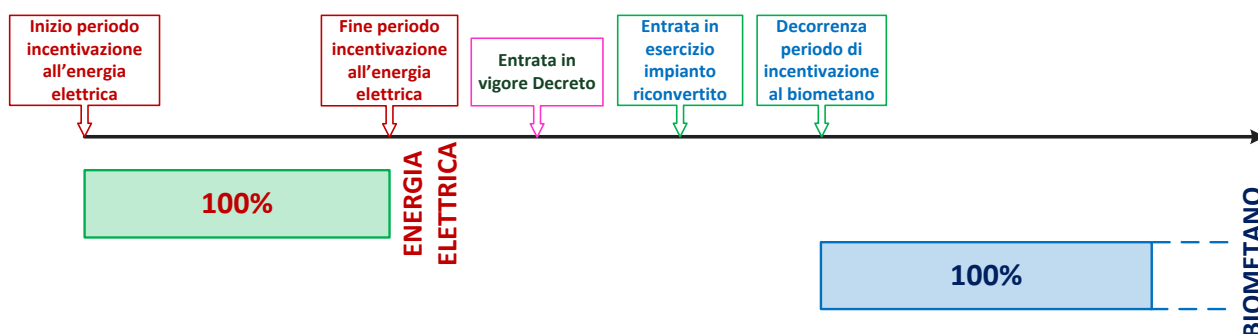 Inizio periodo
incentivazione
all'energia
elettrica
Fine periodo
incentivazione
all'energia
elettrica
Entrata in
vigore Decreto
Entrata in
esercizio
impianto
riconvertito
Decorrenza
periodo di
incentivazione
al biometano
100%
ENERGIA
ELETTRICA
100%
BIOMETANO